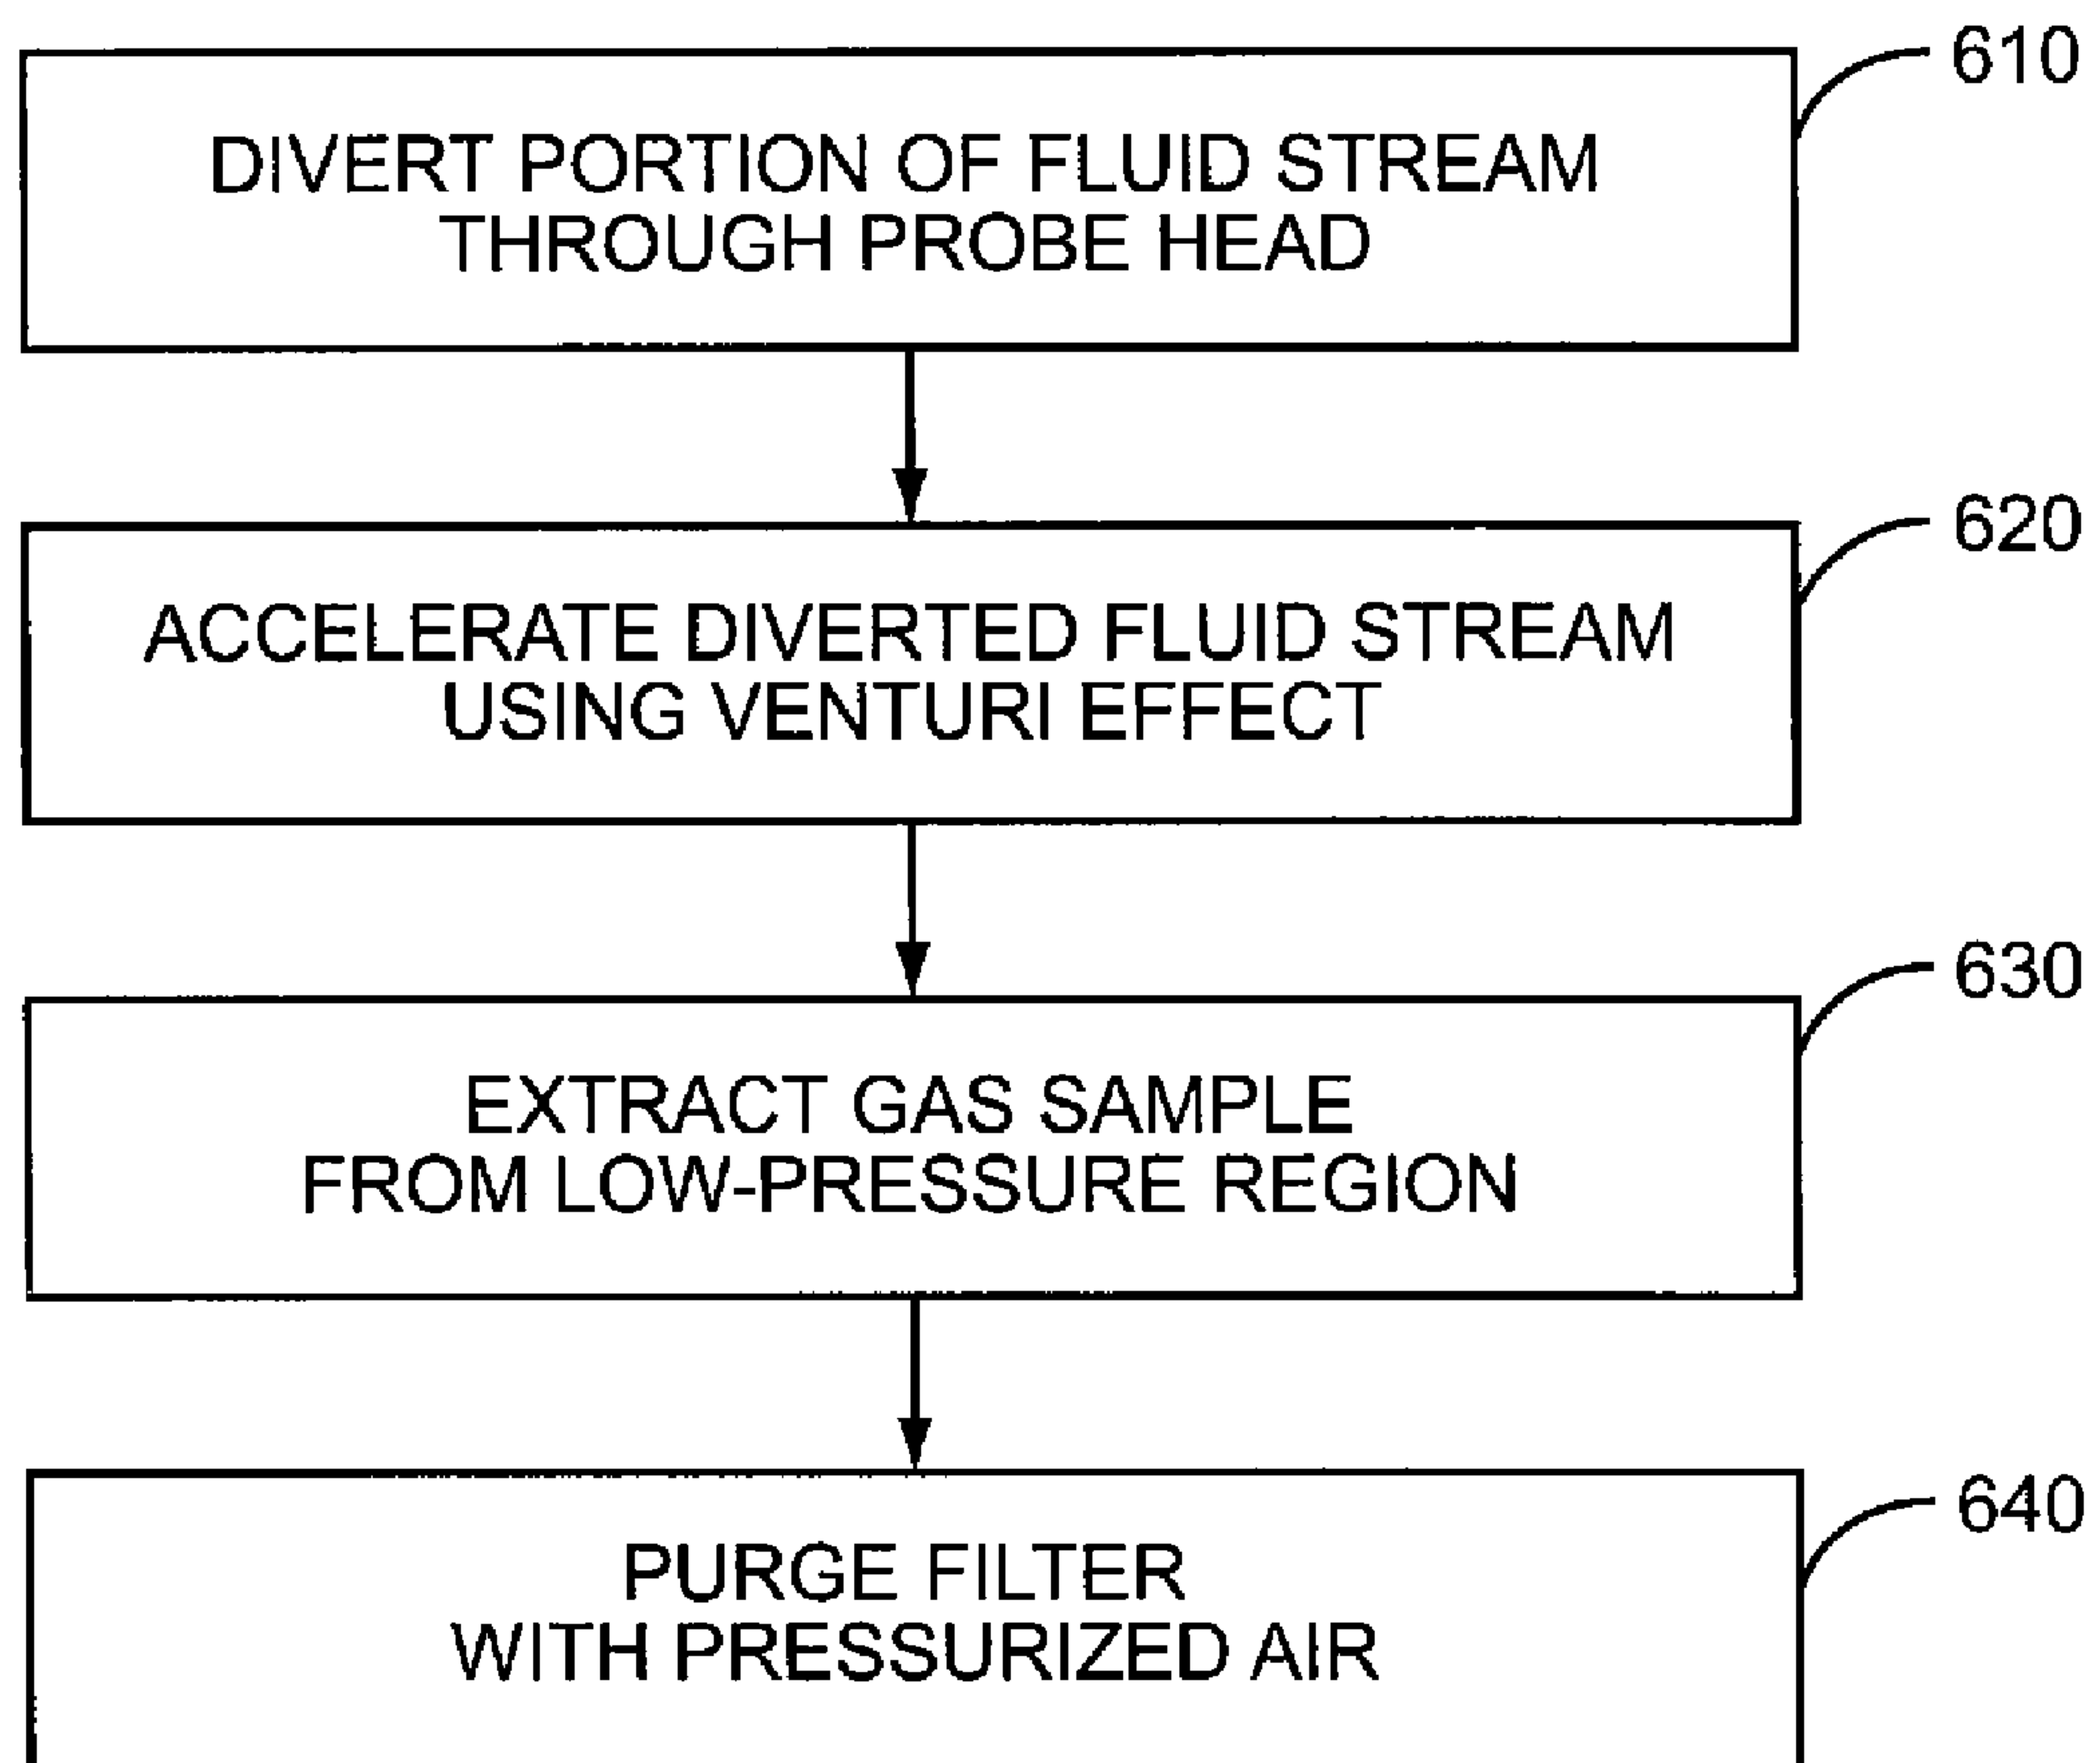 610
DIVERT PORTION OF FLUID STREAM
THROUGH PROBE HEAD
620
ACCELERATE DIVERTED FLUID STREAM
USING VENTURI EFFECT
630
EXTRACT GAS SAMPLE
FROM LOW-PRESSURE REGION
640
PURGE FILTER
WITH PRESSURIZED AIR